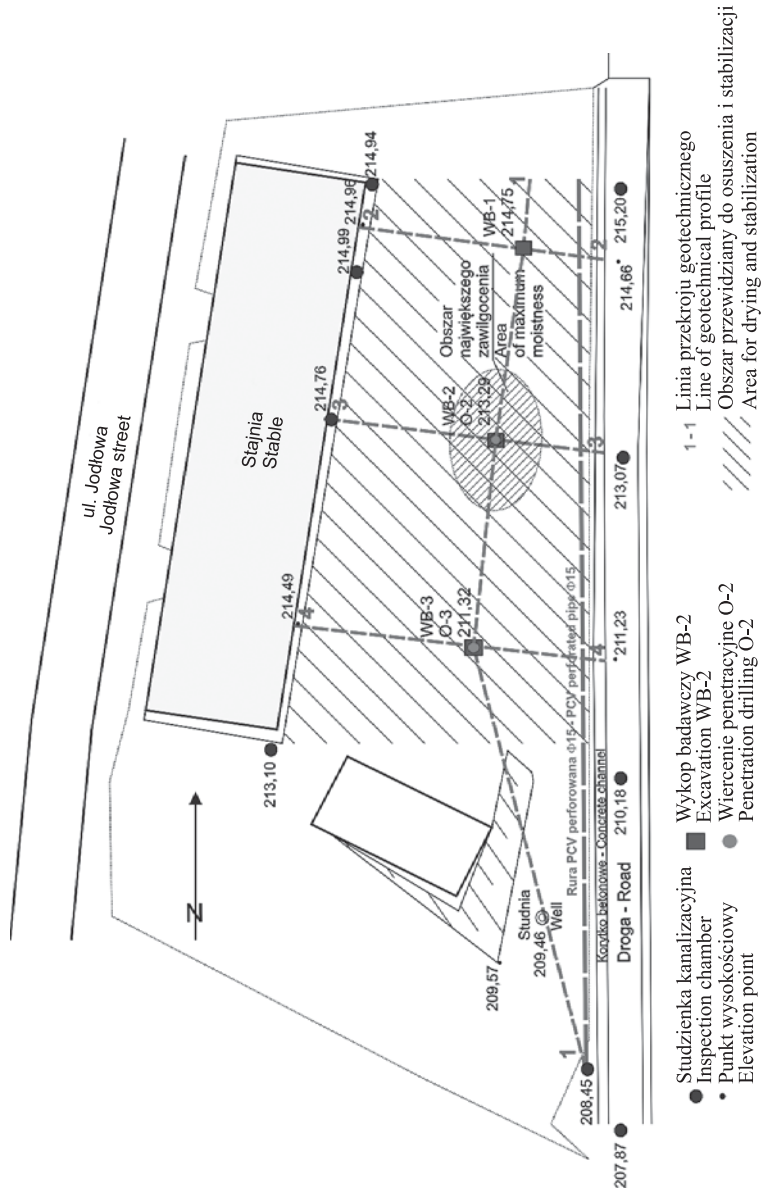 ul. Jodłowa
Jodłowa street
Stajnia
Stable
214,94
214,96
2
214,99
214,76
3
214,49
4
213,10
N
WB-1
214,75
1
Obszar
największego
zawilgocenia
Area
of maximum
moistness
WB-2
O-2
213,29
WB-3
O-3
211,32
2
214,66
215,20
3
213,07
4
211,23
210,18
Rura PCV perforowana Φ15 - PCV perforated pipe Φ15
Korytko betonowe - Concrete channel
Droga - Road
Studnia
209,46
Well
209,57
1
208,45
207,87
Studzienka kanalizacyjna
Inspection chamber
Punkt wysokościowy
Elevation point
Wykop badawczy WB-2
Excavation WB-2
Wiercenie penetracyjne O-2
Penetration drilling O-2
1 - 1 Linia przekroju geotechnicznego
Line of geotechnical profile
Obszar przewidziany do osuszenia i stabilizacji
Area for drying and stabilization